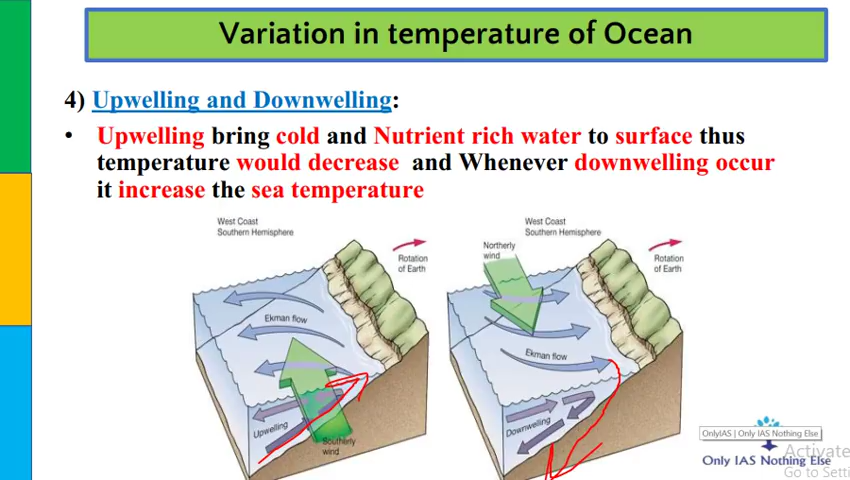 Variation in temperature of Ocean
4) Upwelling and Downwelling:
• Upwelling bring cold and Nutrient rich water to surface thus
temperature would decrease and Whenever downwelling occur
it increase the sea temperature
West Coast
Southern Hemisphere
Rotation
of Earth
Ekman flow
Upwelling
Southerly
wind
West Coast
Southern Hemisphere
Northerly
wind
Rotation
of Earth
Ekman flow
Downwelling
OnlyIAS | Only IAS Nothing Else
Only IAS Nothing Else
Activate
Go to Setti